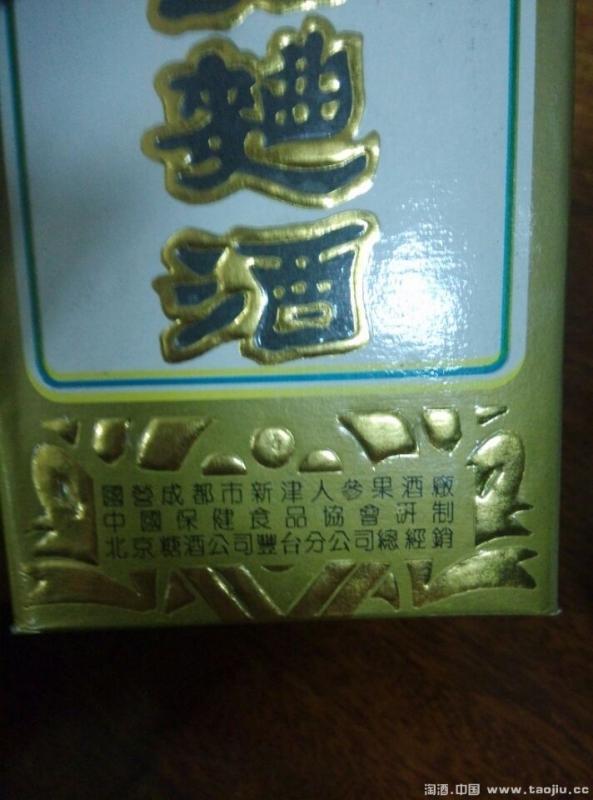 麯
酒
國營成都市新津人參果酒廠
中國保健食品協會研制
北京糖酒公司豐台分公司總經銷
淘酒.中国 www.taojiu.cc